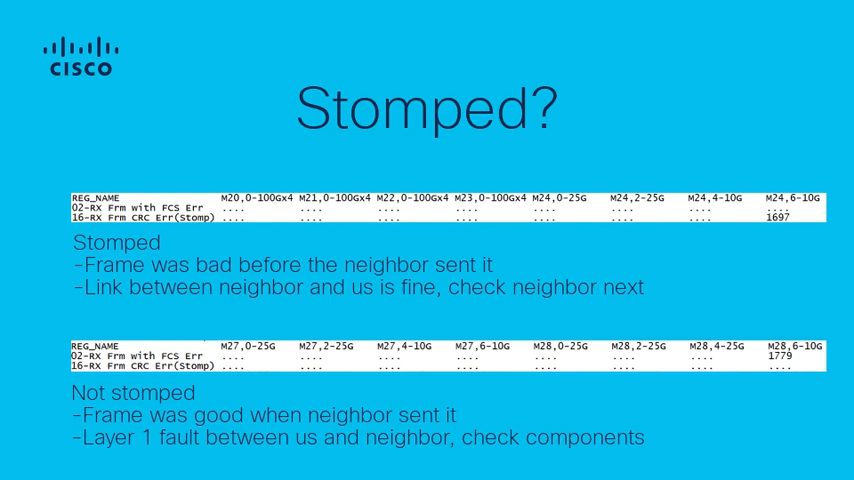 CISCO
Stomped?
REG_NAME M20,0-100Gx4 M21,0-100Gx4 M22,0-100Gx4 M23,0-100Gx4 M24,0-25G M24,2-25G M24,4-10G M24,6-10G
02-RX Frm with FCS Err .... .... .... .... .... .... .... ....
16-RX Frm CRC Err(Stomp) .... .... .... .... .... .... .... 1697
Stomped
-Frame was bad before the neighbor sent it
-Link between neighbor and us is fine, check neighbor next
REG_NAME M27,0-25G M27,2-25G M27,4-10G M27,6-10G M28,0-25G M28,2-25G M28,4-25G M28,6-10G
02-RX Frm with FCS Err .... .... .... .... .... .... .... 1779
16-RX Frm CRC Err(Stomp) .... .... .... .... .... .... .... ....
Not stomped
-Frame was good when neighbor sent it
-Layer 1 fault between us and neighbor, check components